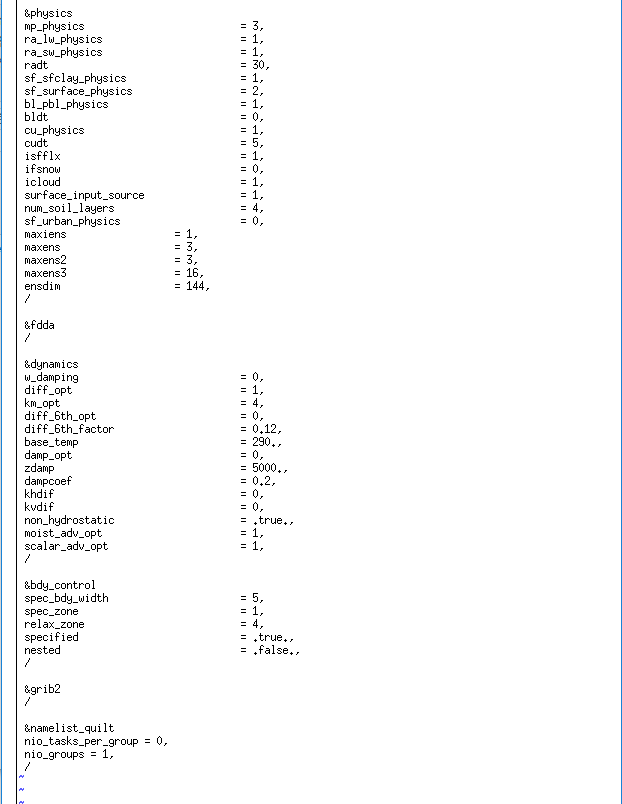 &physics
mp_physics = 3,
ra_lw_physics = 1,
ra_sw_physics = 1,
radt = 30,
sf_sfclay_physics = 1,
sf_surface_physics = 2,
bl_pbl_physics = 1,
bldt = 0,
cu_physics = 1,
cudt = 5,
isfflx = 1,
ifsnow = 0,
icloud = 1,
surface_input_source = 1,
num_soil_layers = 4,
sf_urban_physics = 0,
maxiens = 1,
maxens = 3,
maxens2 = 3,
maxens3 = 16,
ensdim = 144,
/
&fdda
/
&dynamics
w_damping = 0,
diff_opt = 1,
km_opt = 4,
diff_6th_opt = 0,
diff_6th_factor = 0.12,
base_temp = 290.,
damp_opt = 0,
zdamp = 5000.,
dampcoef = 0.2,
khdif = 0,
kvdif = 0,
non_hydrostatic = .true.,
moist_adv_opt = 1,
scalar_adv_opt = 1,
/
&bdy_control
spec_bdy_width = 5,
spec_zone = 1,
relax_zone = 4,
specified = .true.,
nested = .false.,
/
&grib2
/
&namelist_quilt
nio_tasks_per_group = 0,
nio_groups = 1,
/
~
~
~